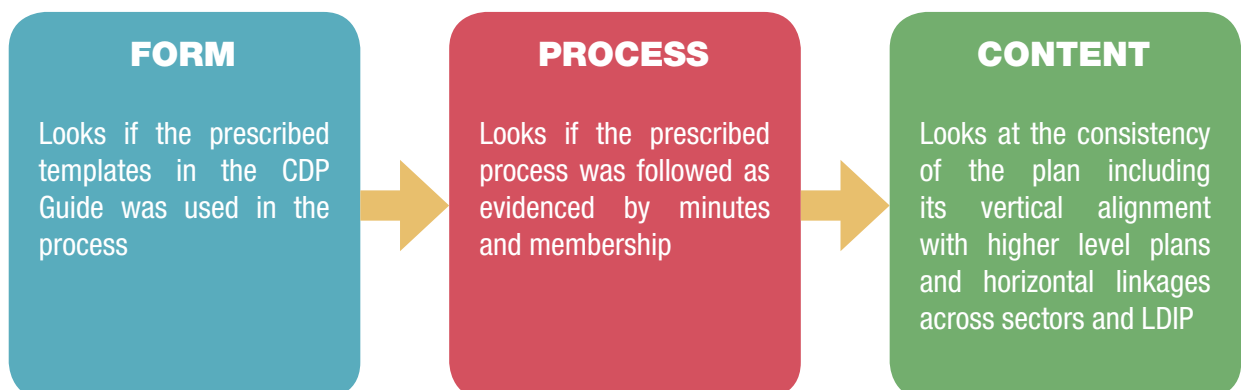 FORM
Looks if the prescribed
templates in the CDP
Guide was used in the
process
PROCESS
Looks if the prescribed
process was followed as
evidenced by minutes
and membership
CONTENT
Looks at the consistency
of the plan including
its vertical alignment
with higher level plans
and horizontal linkages
across sectors and LDIP